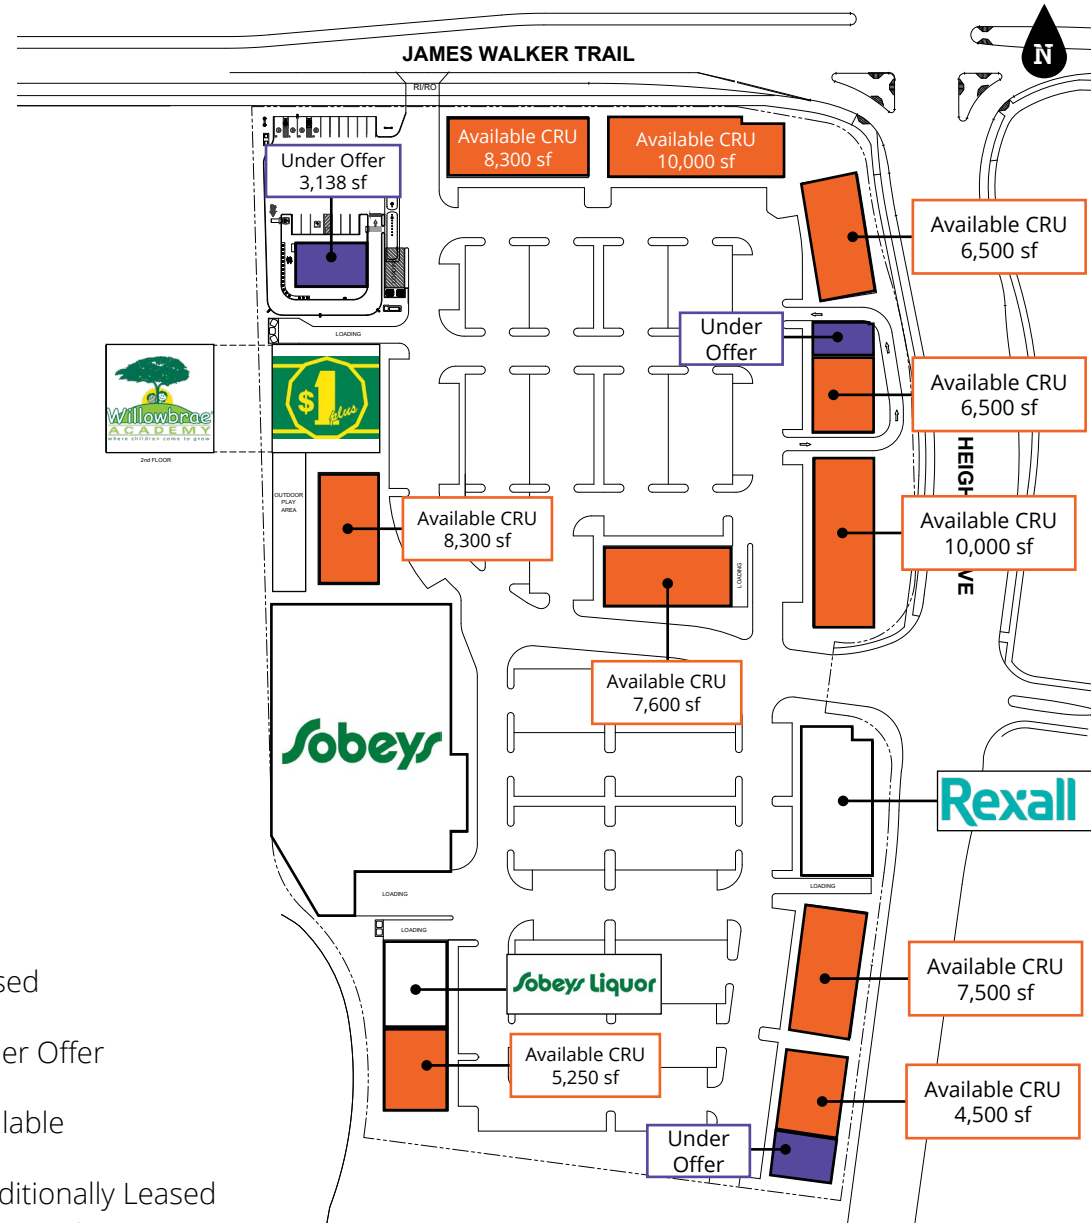 JAMES WALKER TRAIL
N
RI/RO
Available CRU
8,300 sf
Available CRU
10,000 sf
Under Offer
3,138 sf
Available CRU
6,500 sf
Under
Offer
LOADING
Willowbrae
ACADEMY
where children come to grow
2nd FLOOR
$1 plus
Available CRU
6,500 sf
HEIGH
VE
OUTDOOR
PLAY
AREA
Available CRU
8,300 sf
Available CRU
10,000 sf
LOADING
Available CRU
7,600 sf
Sobeys
Rexall
LOADING
LOADING
LOADING
Sobeys Liquor
Available CRU
7,500 sf
Available CRU
5,250 sf
Available CRU
4,500 sf
Under
Offer
sed
er Offer
lable
ditionally Leased